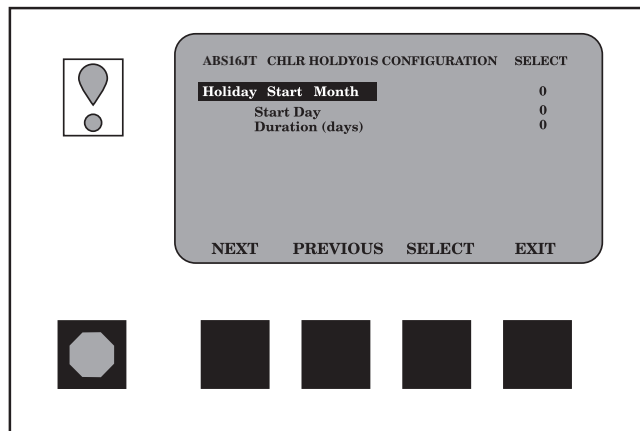 ABS16JT CHLR HOLDY01S CONFIGURATION SELECT
Holiday Start Month 0
Start Day 0
Duration (days) 0
NEXT PREVIOUS SELECT EXIT